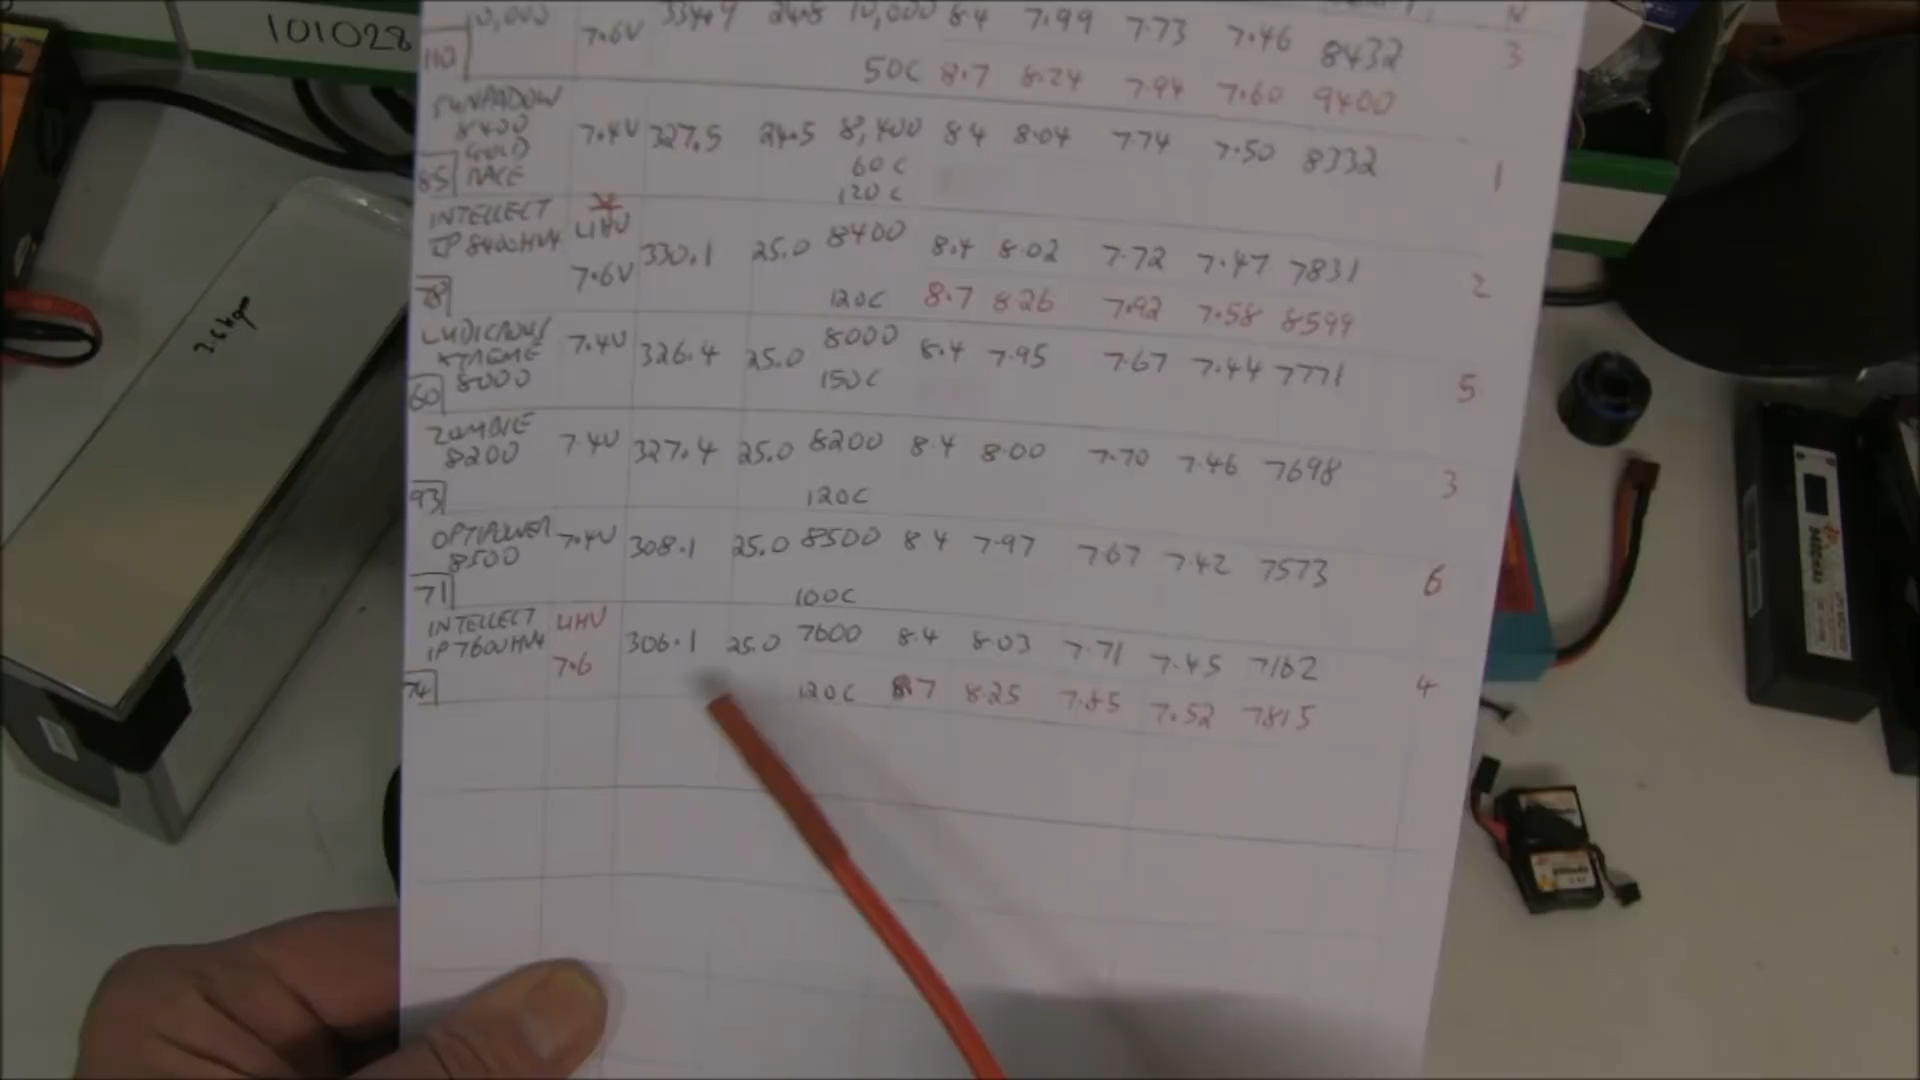 101028
10,000 7.6V 334.9 24.8 10,000 8.4 7.99 7.73 7.46 8432 3
110 50C 8.7 8.24 7.94 7.60 9400
SUNPADOW
8400
GOLD
RACE
85
7.4V 327.5 24.5 8,400 8.4 8.04 7.74 7.50 8332 1
60C
120C
INTELLECT
IP8400HV4
78
LIHV
7.6V 330.1 25.0 8400 8.4 8.02 7.72 7.47 7831 2
120C 8.7 8.26 7.92 7.58 8599
LUDICROUS
XTREME
8000
60
7.4V 326.4 25.0 8000 8.4 7.95 7.67 7.44 7771 5
150C
ZOMBIE
8200
93
7.4V 327.4 25.0 8200 8.4 8.00 7.70 7.46 7698 3
120C
OPTIPOWER
8500
71
7.4V 308.1 25.0 8500 8.4 7.97 7.67 7.42 7573 6
100C
INTELLECT
IP7600HV4
74
LIHV
7.6
306.1 25.0 7600 8.4 8.03 7.71 7.45 7162 4
120C 8.7 8.25 7.85 7.52 7815